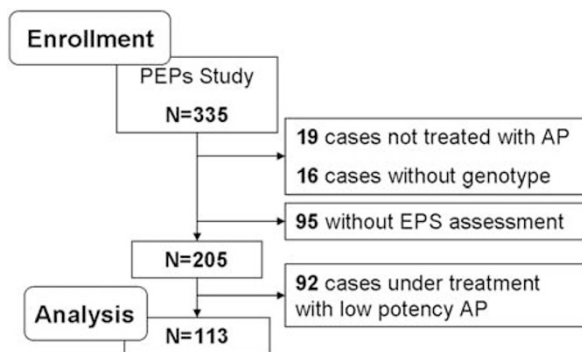 Enrollment
PEPs Study
N=335
19 cases not treated with AP
16 cases without genotype
95 without EPS assessment
N=205
92 cases under treatment
with low potency AP
Analysis
N=113